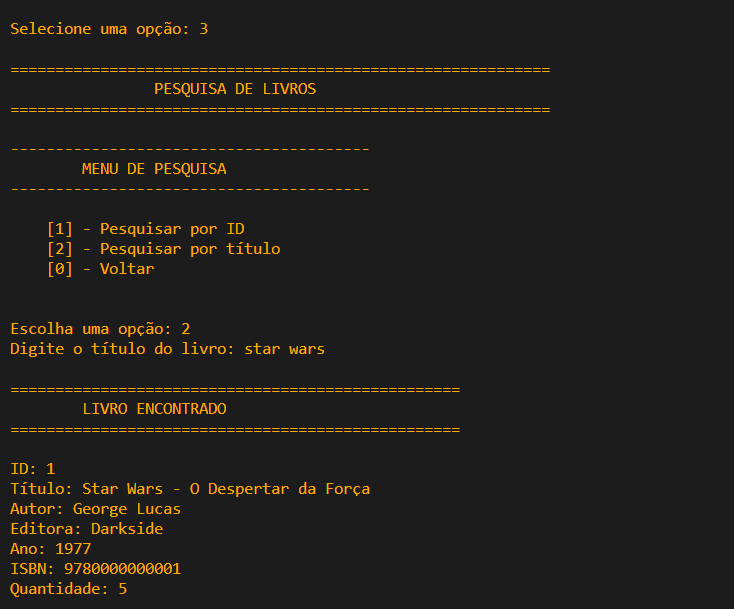 Selecione uma opção: 3
============================================================
PESQUISA DE LIVROS
============================================================
----------------------------------------
MENU DE PESQUISA
----------------------------------------
[1] - Pesquisar por ID
[2] - Pesquisar por título
[0] - Voltar
Escolha uma opção: 2
Digite o título do livro: star wars
==================================================
LIVRO ENCONTRADO
==================================================
ID: 1
Título: Star Wars - O Despertar da Força
Autor: George Lucas
Editora: Darkside
Ano: 1977
ISBN: 9780000000001
Quantidade: 5